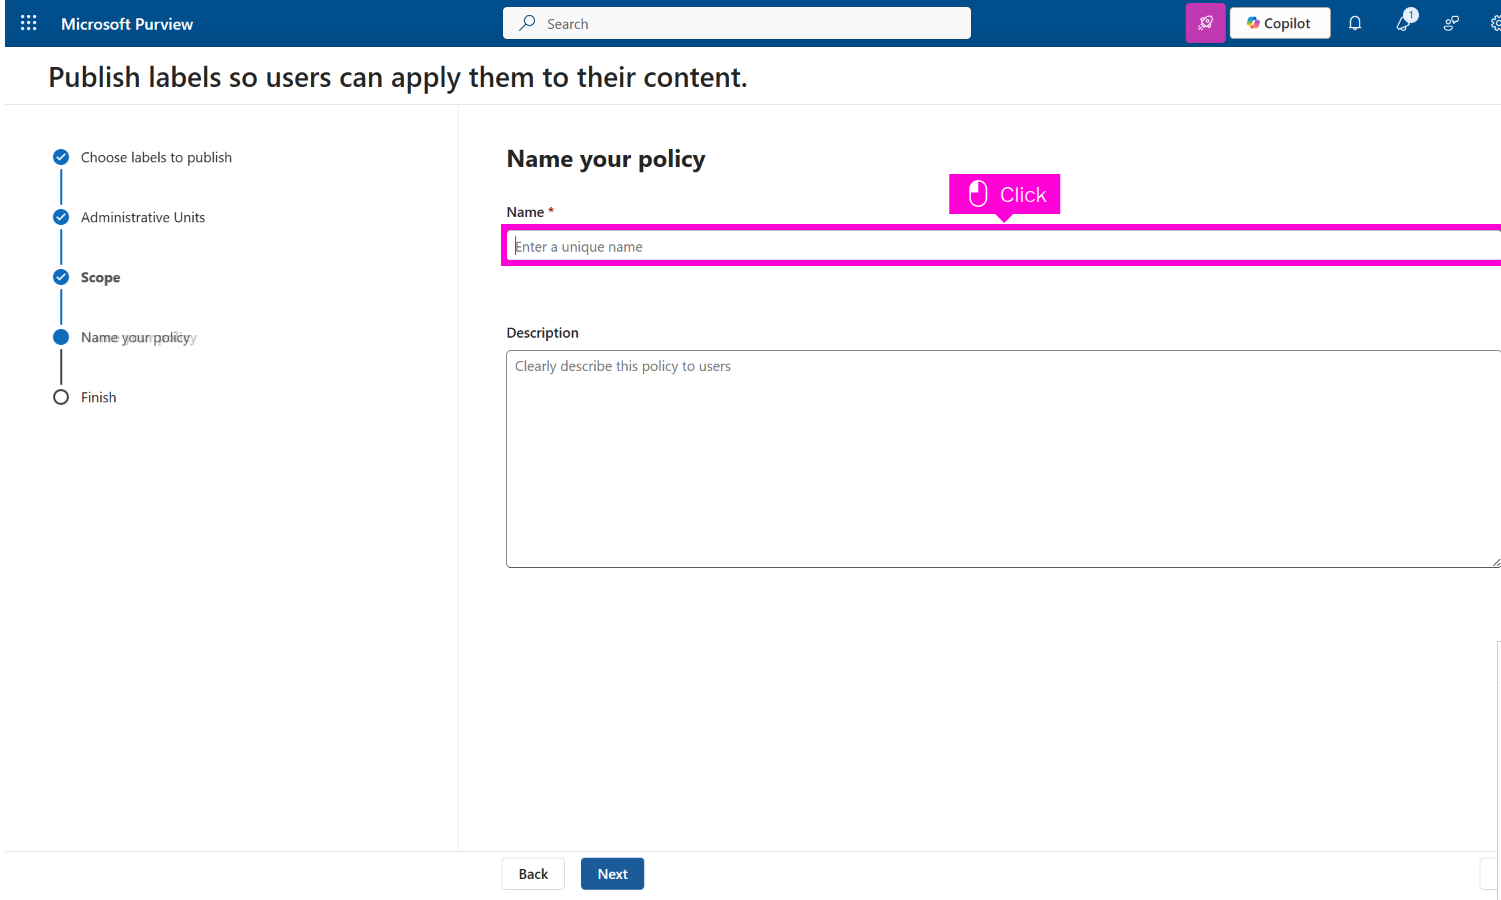 Microsoft Purview
Search
Copilot
1
Publish labels so users can apply them to their content.
Choose labels to publish
Administrative Units
Scope
Name your policy
Finish
Name your policy
Click
Name *
Enter a unique name
Description
Clearly describe this policy to users
Back
Next